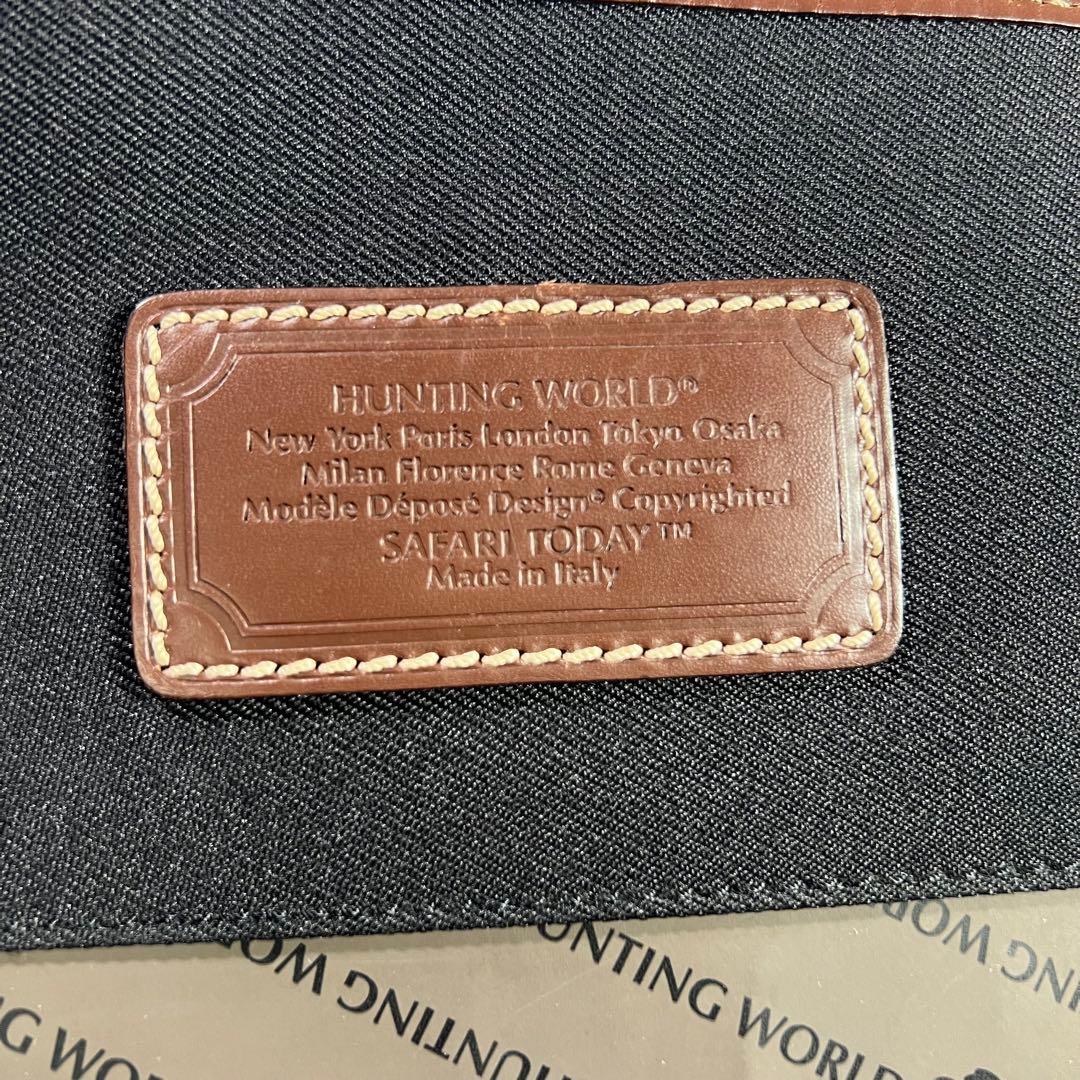 HUNTING WORLD®
New York Paris London Tokyo Osaka
Milan Florence Rome Geneva
Modèle Déposé Design® Copyrighted
SAFARI TODAY™
Made in Italy
HUNTING WORLD
HUNTING WORLD